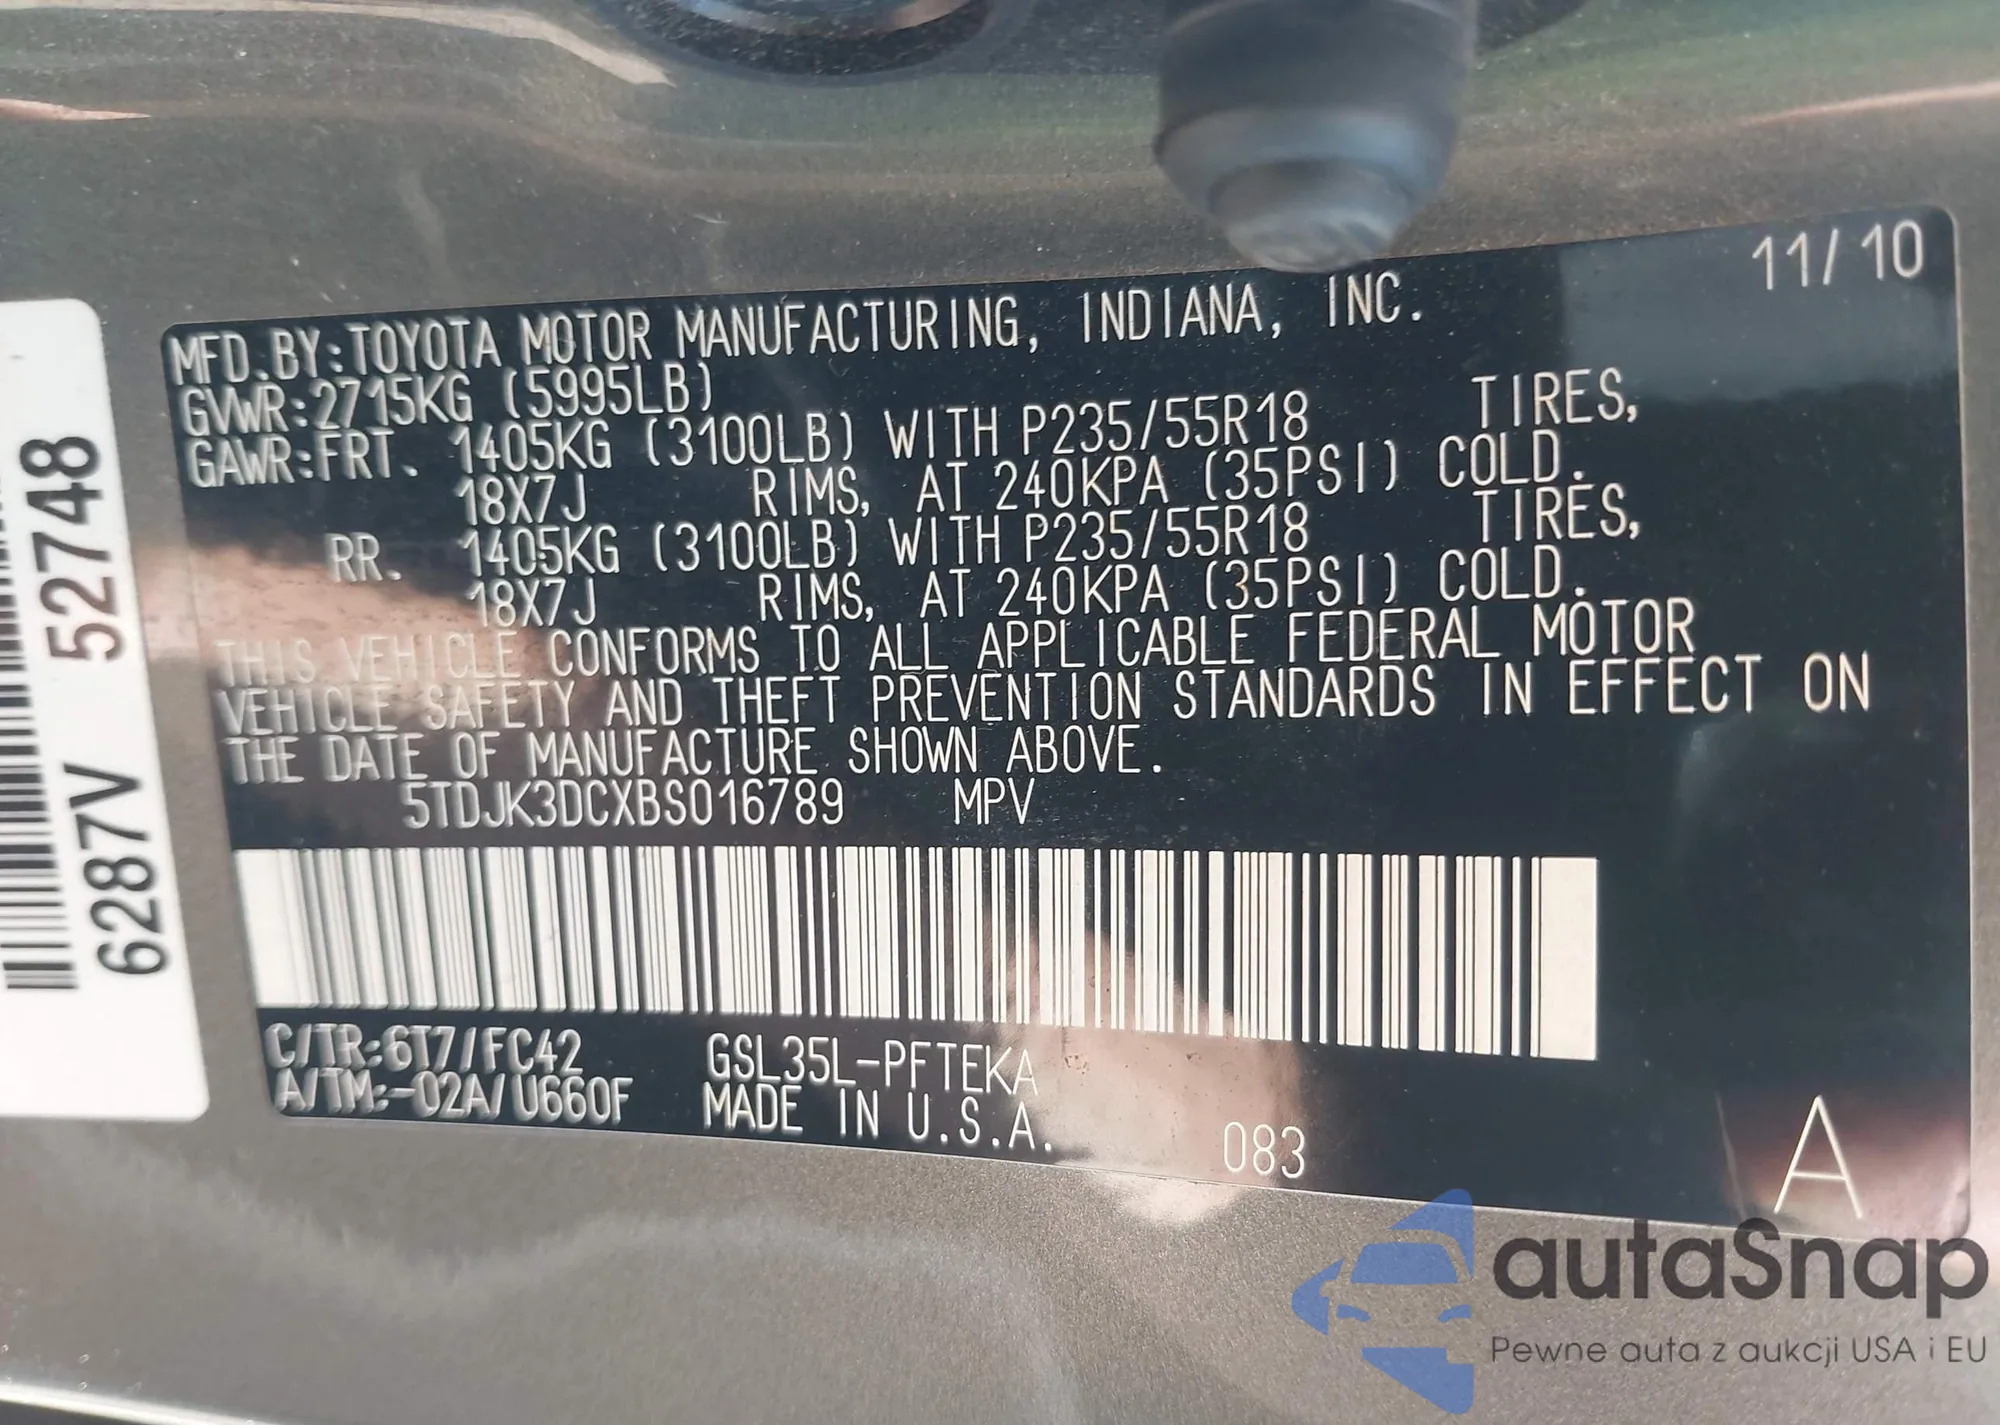 11/10
MFD.BY:TOYOTA MOTOR MANUFACTURING, INDIANA, INC.
GVWR:2715KG (5995LB)
GAWR:FRT. 1405KG (3100LB) WITH P235/55R18 TIRES,
18X7J RIMS, AT 240KPA (35PSI) COLD.
RR. 1405KG (3100LB) WITH P235/55R18 TIRES,
18X7J RIMS, AT 240KPA (35PSI) COLD.
THIS VEHICLE CONFORMS TO ALL APPLICABLE FEDERAL MOTOR
VEHICLE SAFETY AND THEFT PREVENTION STANDARDS IN EFFECT ON
THE DATE OF MANUFACTURE SHOWN ABOVE.
5TDJK3DCXBS016789 MPV
C/TR:6T7/FC42 GSL35L-PFTEKA
A/TM:-02A/U660F MADE IN U.S.A. 083
A
6287V 52748
autaSnap
Pewne auta z aukcji USA i EU